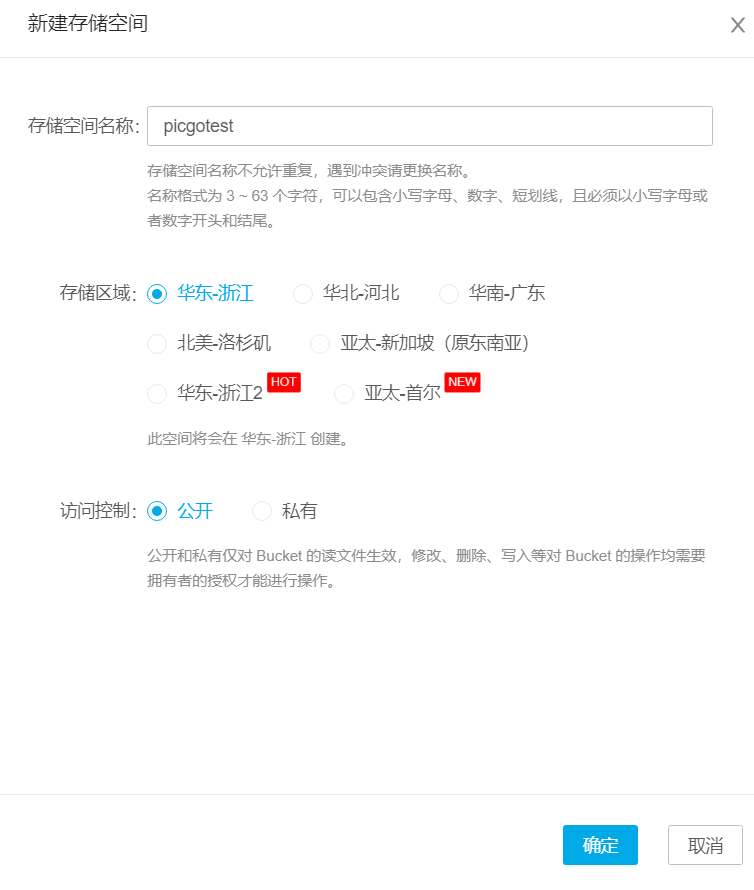 新建存储空间
存储空间名称: picgotest
存储空间名称不允许重复，遇到冲突请更换名称。
名称格式为 3 ~ 63 个字符，可以包含小写字母、数字、短划线，且必须以小写字母或
者数字开头和结尾。
存储区域: 华东-浙江 华北-河北 华南-广东
北美-洛杉矶 亚太-新加坡（原东南亚）
华东-浙江2 HOT 亚太-首尔 NEW
此空间将会在 华东-浙江 创建。
访问控制: 公开 私有
公开和私有仅对 Bucket 的读文件生效，修改、删除、写入等对 Bucket 的操作均需要
拥有者的授权才能进行操作。
确定 取消